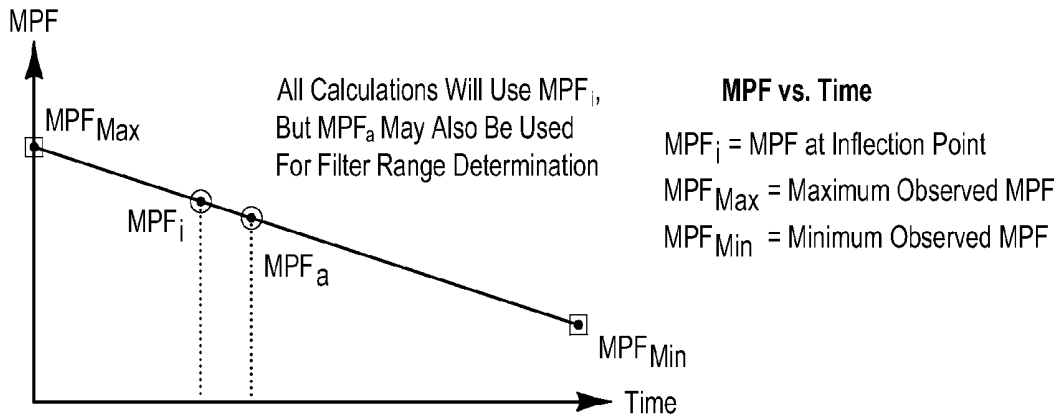 MPF
All Calculations Will Use MPFi,
But MPFa May Also Be Used
For Filter Range Determination
MPF vs. Time
MPFi = MPF at Inflection Point
MPFMax = Maximum Observed MPF
MPFMin = Minimum Observed MPF
MPFMax
MPFi
MPFa
MPFMin
Time